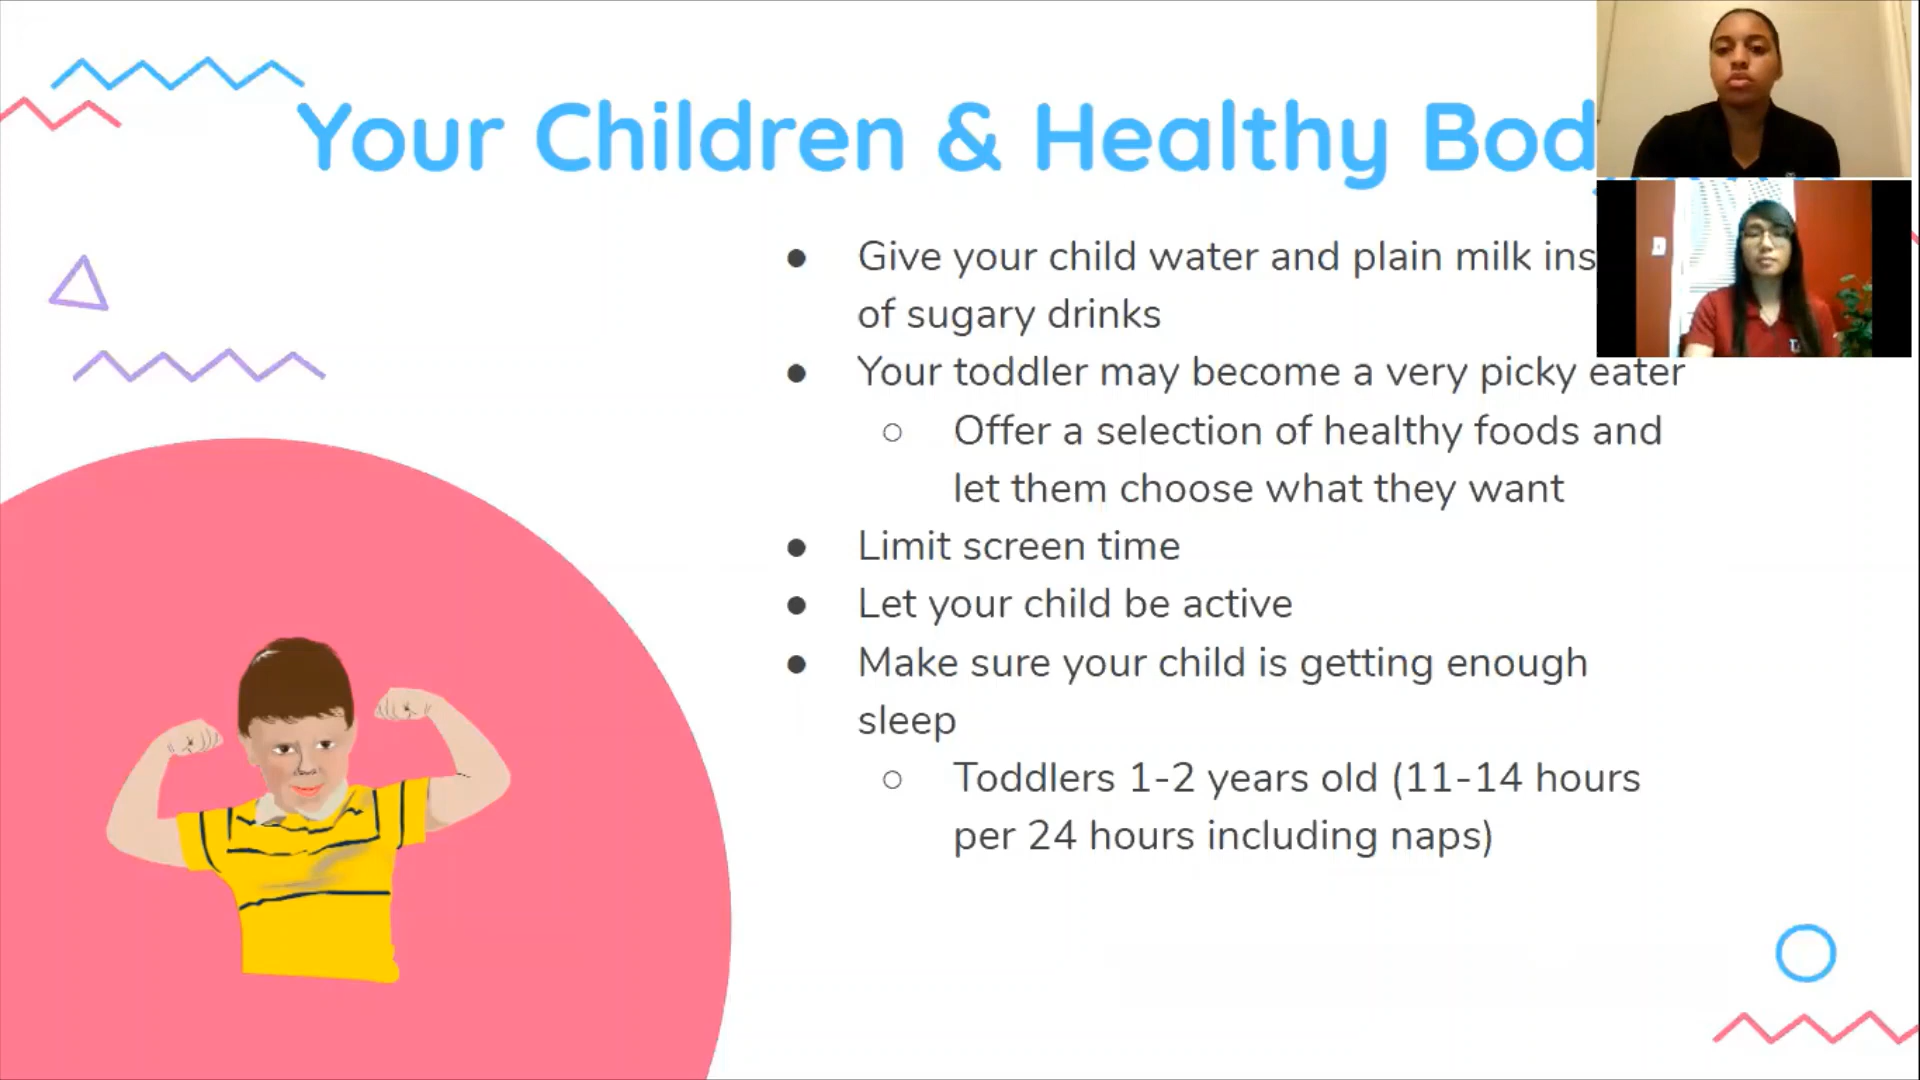 Your Children & Healthy Bod
● Give your child water and plain milk ins
of sugary drinks
● Your toddler may become a very picky eater
○ Offer a selection of healthy foods and
let them choose what they want
● Limit screen time
● Let your child be active
● Make sure your child is getting enough
sleep
○ Toddlers 1-2 years old (11-14 hours
per 24 hours including naps)